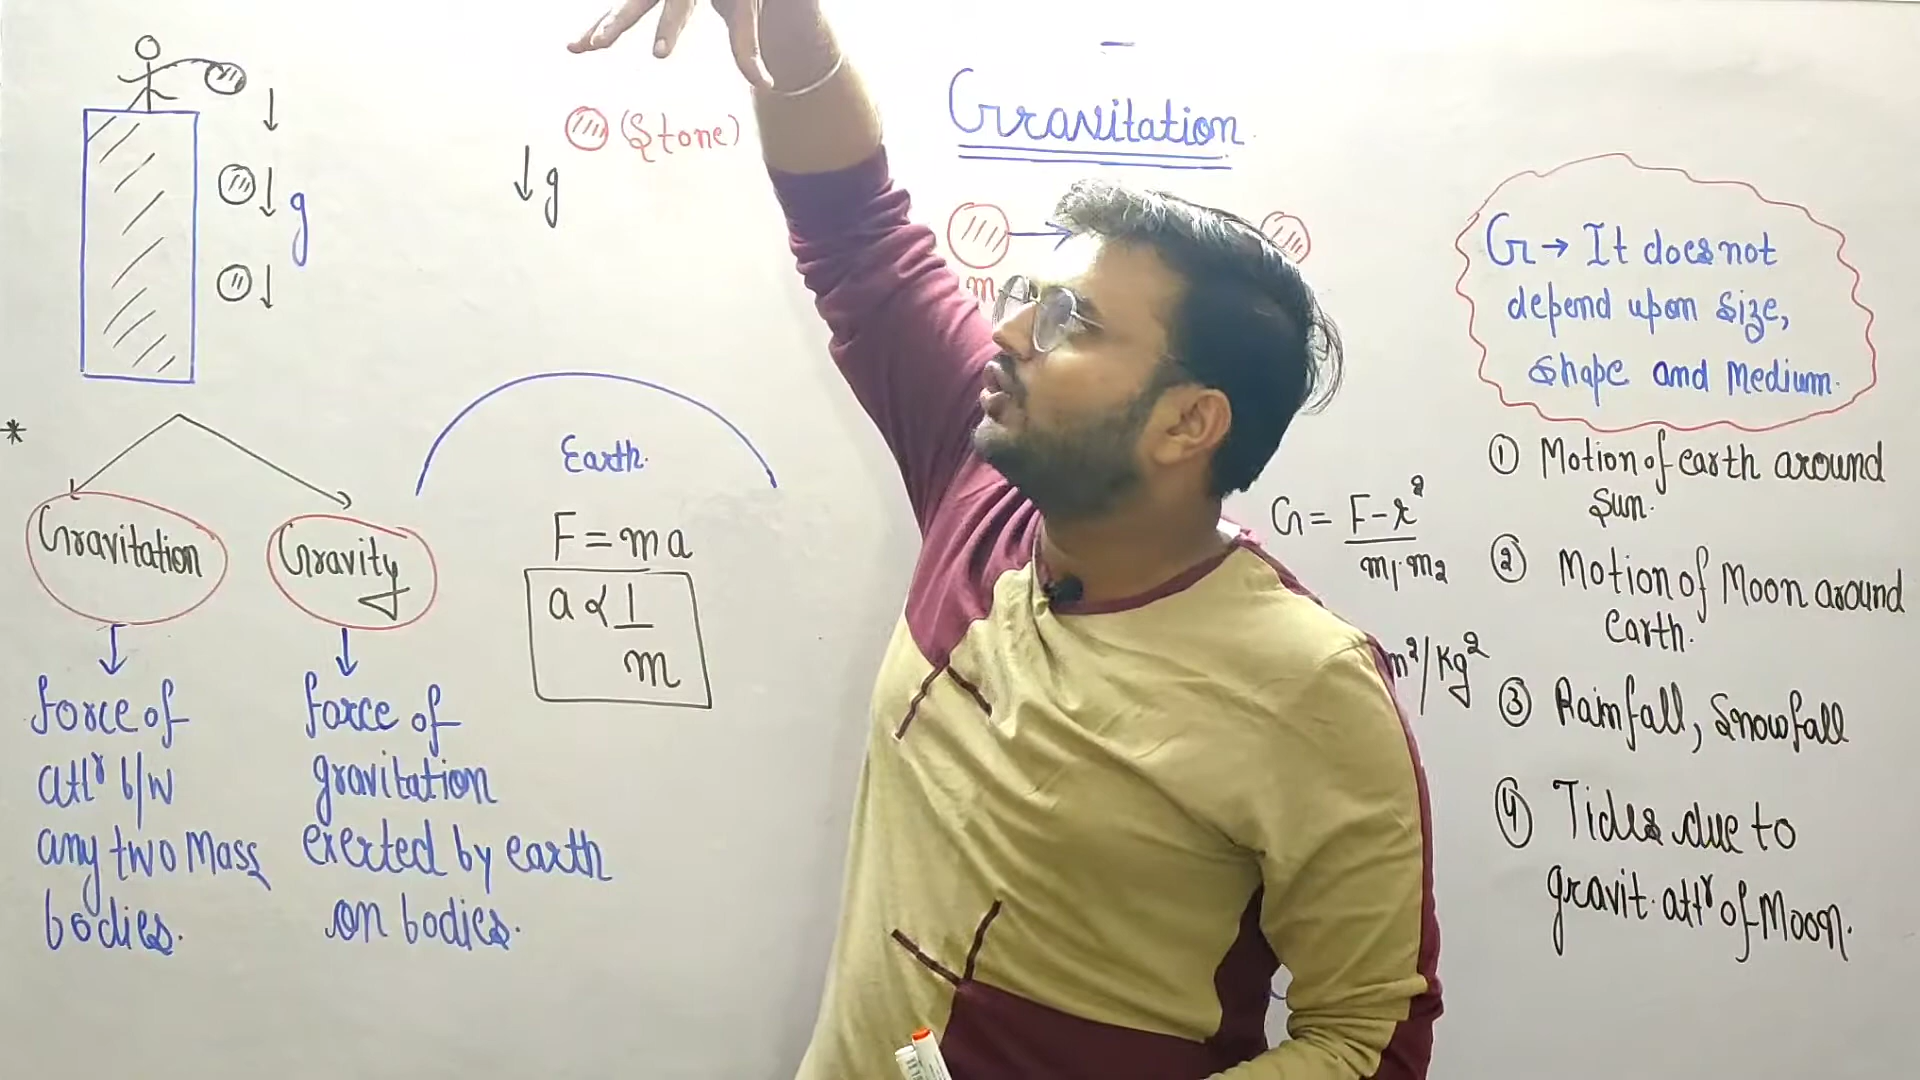 Gravitation
(Stone)
↓g
g
m
G → It does not
depend upon size,
shape and Medium.
*
Earth.
Gravitation
Gravity
F = ma
a ∝ 1/m
Force of
attr b/w
any two Mass
bodies.
Force of
gravitation
exerted by earth
on bodies.
G = F-r²
m₁.m₂
m²/Kg²
① Motion of earth around
Sun.
② Motion of Moon around
Earth.
③ Rainfall, Snowfall
④ Tides due to
gravit. attr of Moon.